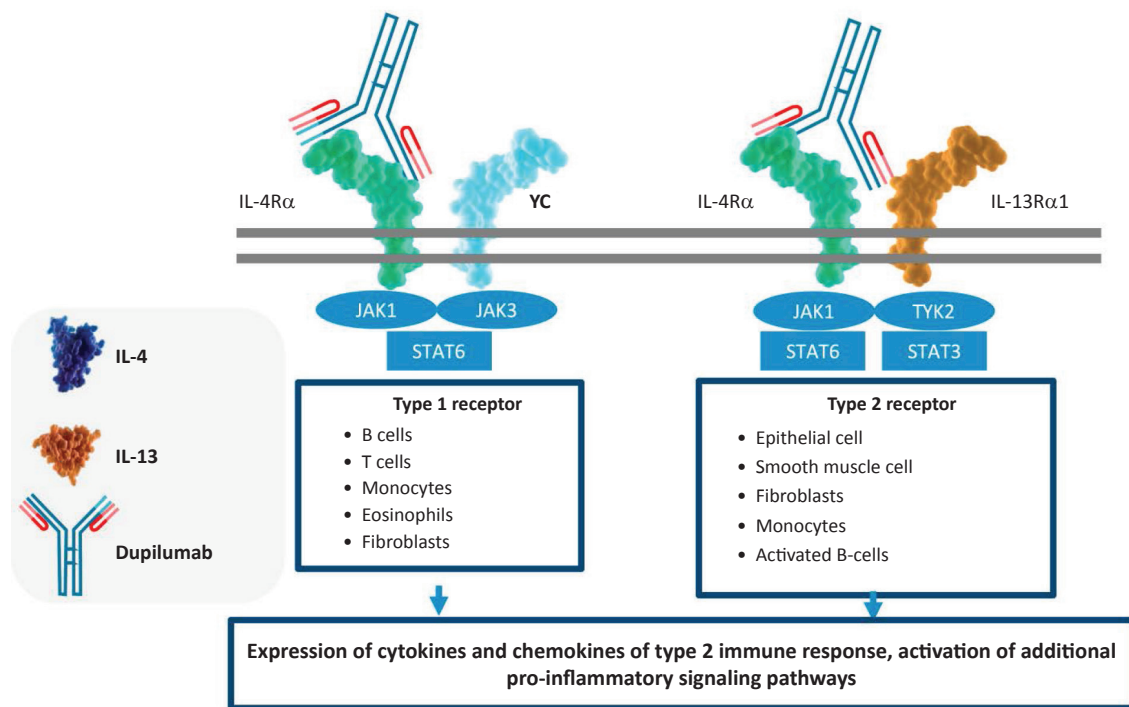 IL-4Rα
YC
IL-4Rα
IL-13Rα1
JAK1
JAK3
STAT6
JAK1
TYK2
STAT6
STAT3
IL-4
IL-13
Dupilumab
Type 1 receptor
• B cells
• T cells
• Monocytes
• Eosinophils
• Fibroblasts
Type 2 receptor
• Epithelial cell
• Smooth muscle cell
• Fibroblasts
• Monocytes
• Activated B-cells
Expression of cytokines and chemokines of type 2 immune response, activation of additional
pro-inflammatory signaling pathways